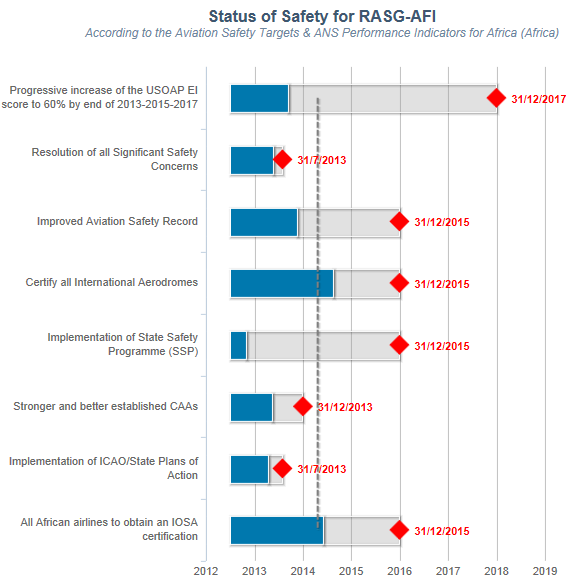 Status of Safety for RASG-AFI
According to the Aviation Safety Targets & ANS Performance Indicators for Africa (Africa)
Progressive increase of the USOAP EI
score to 60% by end of 2013-2015-2017
31/12/2017
Resolution of all Significant Safety
Concerns
31/7/2013
Improved Aviation Safety Record
31/12/2015
Certify all International Aerodromes
31/12/2015
Implementation of State Safety
Programme (SSP)
31/12/2015
Stronger and better established CAAs
31/12/2013
Implementation of ICAO/State Plans of
Action
31/7/2013
All African airlines to obtain an IOSA
certification
31/12/2015
2012 2013 2014 2015 2016 2017 2018 2019